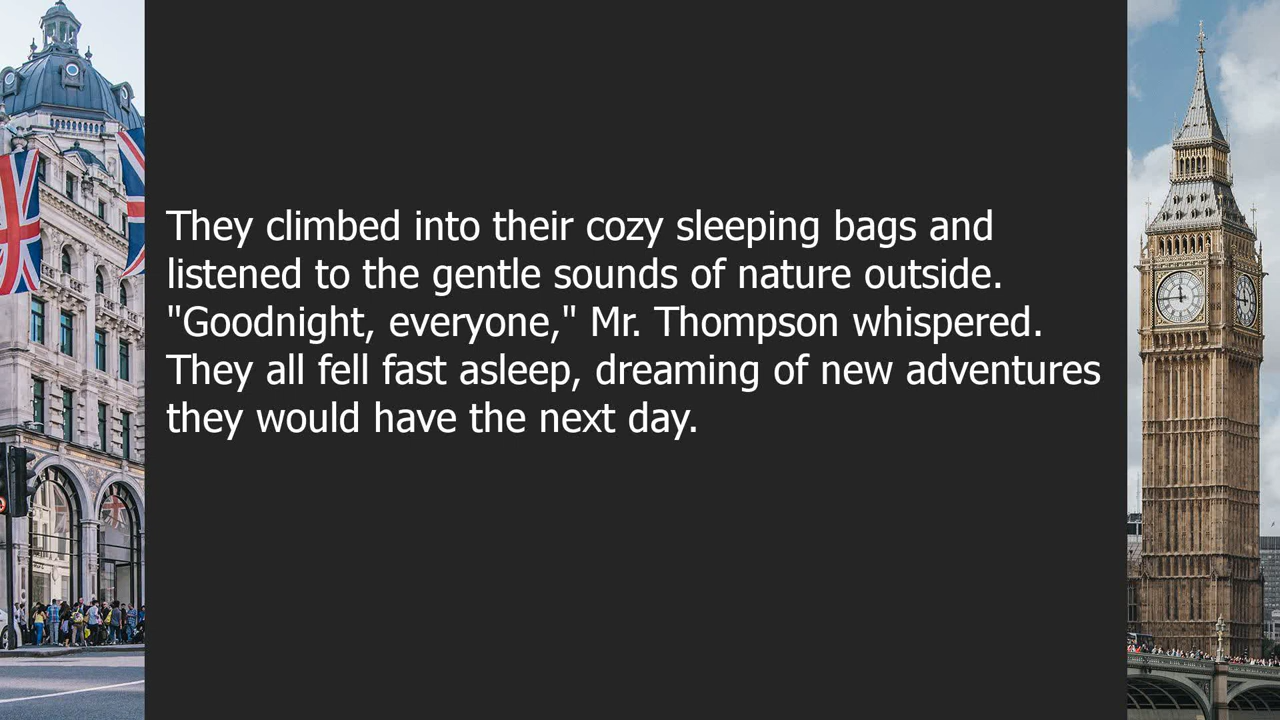 They climbed into their cozy sleeping bags and
listened to the gentle sounds of nature outside.
"Goodnight, everyone," Mr. Thompson whispered.
They all fell fast asleep, dreaming of new adventures
they would have the next day.